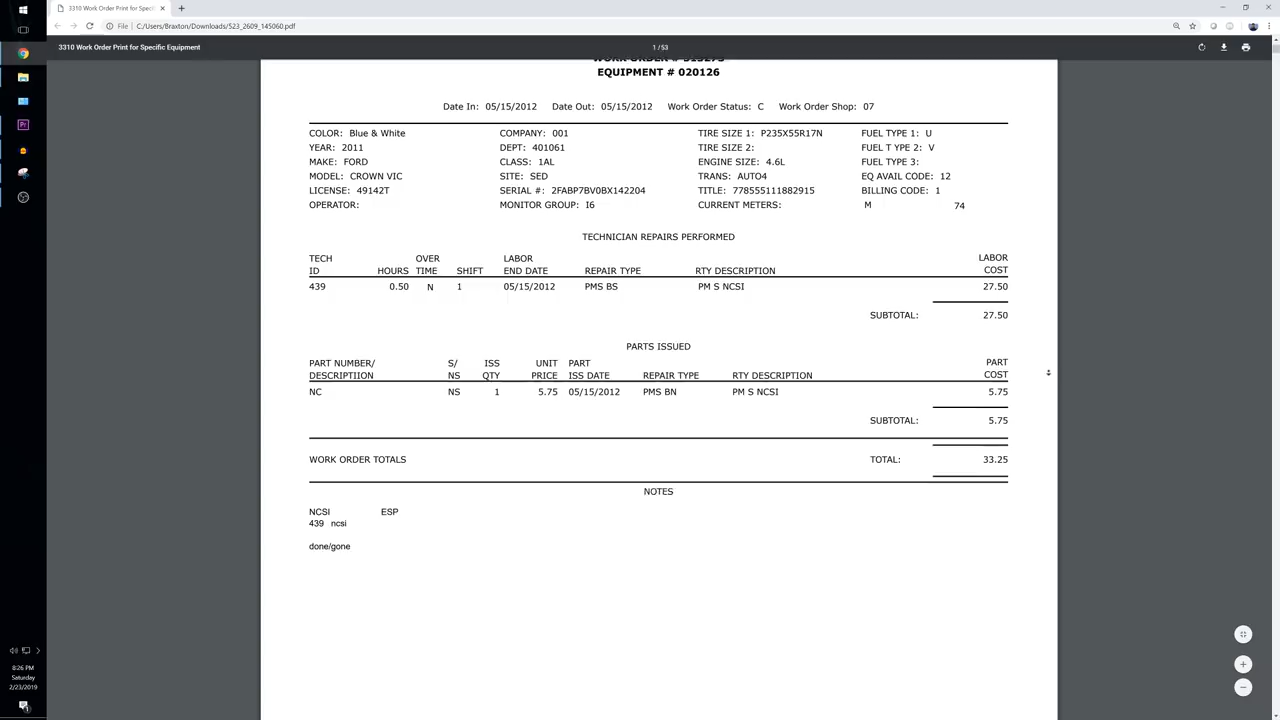 3310 Work Order Print for Specif
File C:/Users/Braxton/Downloads/523_2609_145060.pdf
3310 Work Order Print for Specific Equipment 1 / 53
EQUIPMENT # 020126
Date In: 05/15/2012 Date Out: 05/15/2012 Work Order Status: C Work Order Shop: 07
COLOR: Blue & White COMPANY: 001 TIRE SIZE 1: P235X55R17N FUEL TYPE 1: U
YEAR: 2011 DEPT: 401061 TIRE SIZE 2: FUEL T YPE 2: V
MAKE: FORD CLASS: 1AL ENGINE SIZE: 4.6L FUEL TYPE 3:
MODEL: CROWN VIC SITE: SED TRANS: AUTO4 EQ AVAIL CODE: 12
LICENSE: 49142T SERIAL #: 2FABP7BV0BX142204 TITLE: 778555111882915 BILLING CODE: 1
OPERATOR: MONITOR GROUP: I6 CURRENT METERS: M 74
TECHNICIAN REPAIRS PERFORMED
TECH OVER LABOR LABOR
ID HOURS TIME SHIFT END DATE REPAIR TYPE RTY DESCRIPTION COST
439 0.50 N 1 05/15/2012 PMS BS PM S NCSI 27.50
SUBTOTAL: 27.50
PARTS ISSUED
PART NUMBER/ S/ ISS UNIT PART PART
DESCRIPTIION NS QTY PRICE ISS DATE REPAIR TYPE RTY DESCRIPTION COST
NC NS 1 5.75 05/15/2012 PMS BN PM S NCSI 5.75
SUBTOTAL: 5.75
WORK ORDER TOTALS TOTAL: 33.25
NOTES
NCSI ESP
439 ncsi
done/gone
8:26 PM
Saturday
2/23/2019